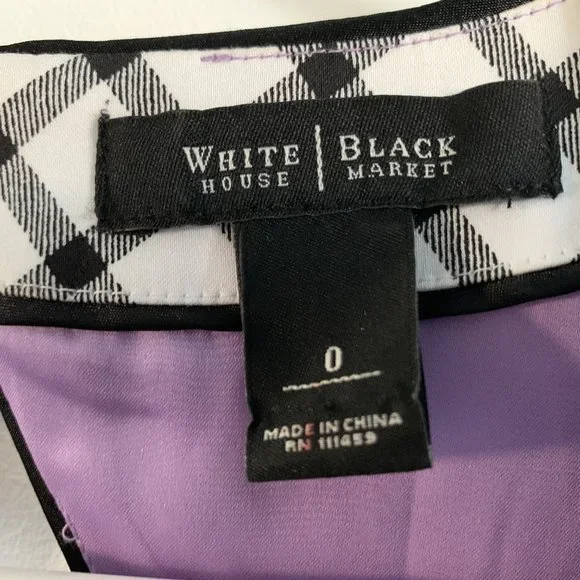 WHITE | BLACK
HOUSE | MARKET
0
MADE IN CHINA
RN 111459